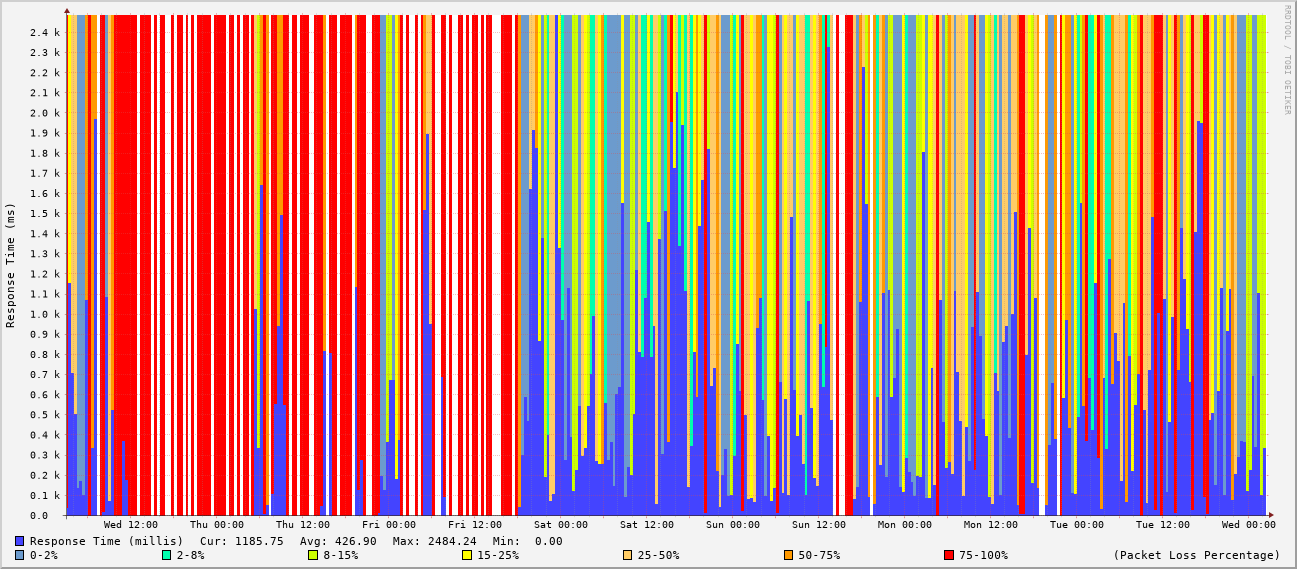 RRDTOOL / TOBI OETIKER
Response Time (ms)
2.4 k
2.3 k
2.2 k
2.1 k
2.0 k
1.9 k
1.8 k
1.7 k
1.6 k
1.5 k
1.4 k
1.3 k
1.2 k
1.1 k
1.0 k
0.9 k
0.8 k
0.7 k
0.6 k
0.5 k
0.4 k
0.3 k
0.2 k
0.1 k
0.0
Wed 12:00 Thu 00:00 Thu 12:00 Fri 00:00 Fri 12:00 Sat 00:00 Sat 12:00 Sun 00:00 Sun 12:00 Mon 00:00 Mon 12:00 Tue 00:00 Tue 12:00 Wed 00:00
Response Time (millis) Cur: 1185.75 Avg: 426.90 Max: 2484.24 Min: 0.00
0-2% 2-8% 8-15% 15-25% 25-50% 50-75% 75-100% (Packet Loss Percentage)